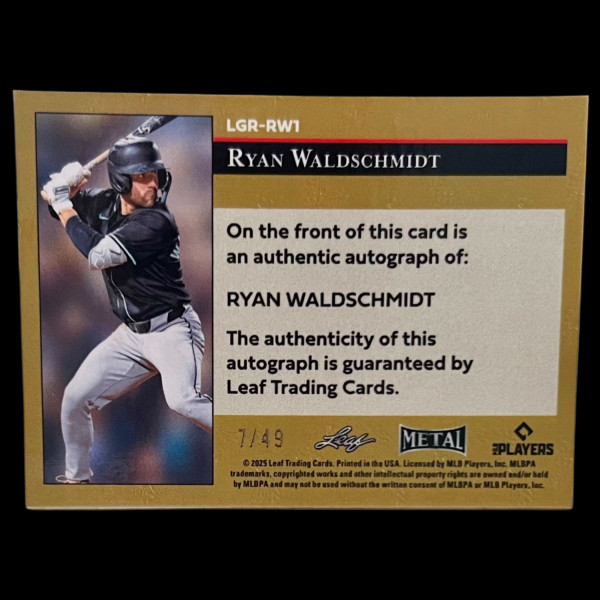 LGR-RW1
RYAN WALDSCHMIDT
On the front of this card is
an authentic autograph of:
RYAN WALDSCHMIDT
The authenticity of this
autograph is guaranteed by
Leaf Trading Cards.
7/49
Leaf
METAL
MLB PLAYERS
© 2025 Leaf Trading Cards. Printed in the USA. Licensed by MLB Players, Inc. MLBPA
trademarks, copyrighted works and other intellectual property rights are owned and/or held
by MLBPA and may not be used without the written consent of MLBPA or MLB Players, Inc.